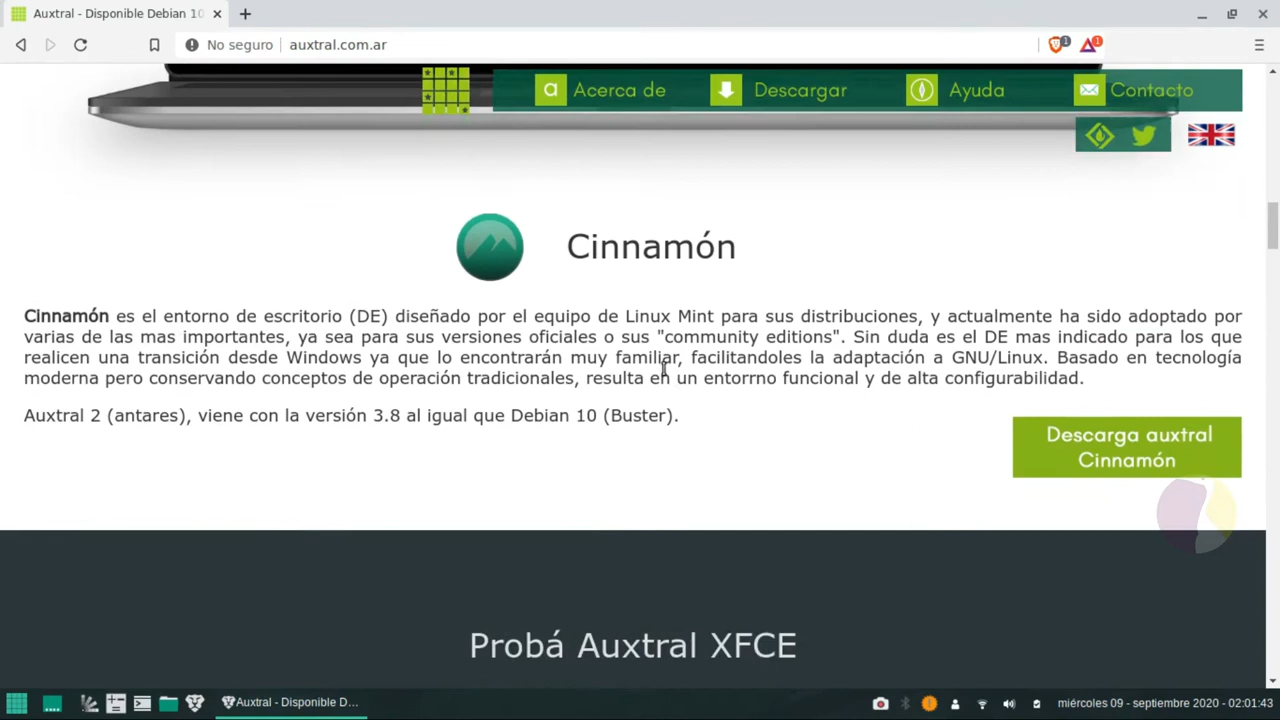 Auxtral - Disponible Debian 10
No seguro auxtral.com.ar
1 1
a Acerca de Descargar Ayuda Contacto
Cinnamón
Cinnamón es el entorno de escritorio (DE) diseñado por el equipo de Linux Mint para sus distribuciones, y actualmente ha sido adoptado por
varias de las mas importantes, ya sea para sus versiones oficiales o sus "community editions". Sin duda es el DE mas indicado para los que
realicen una transición desde Windows ya que lo encontrarán muy familiar, facilitandoles la adaptación a GNU/Linux. Basado en tecnología
moderna pero conservando conceptos de operación tradicionales, resulta en un entorrno funcional y de alta configurabilidad.
Auxtral 2 (antares), viene con la versión 3.8 al igual que Debian 10 (Buster).
Descarga auxtral
Cinnamón
Probá Auxtral XFCE
Auxtral - Disponible D... miércoles 09 - septiembre 2020 - 02:01:43